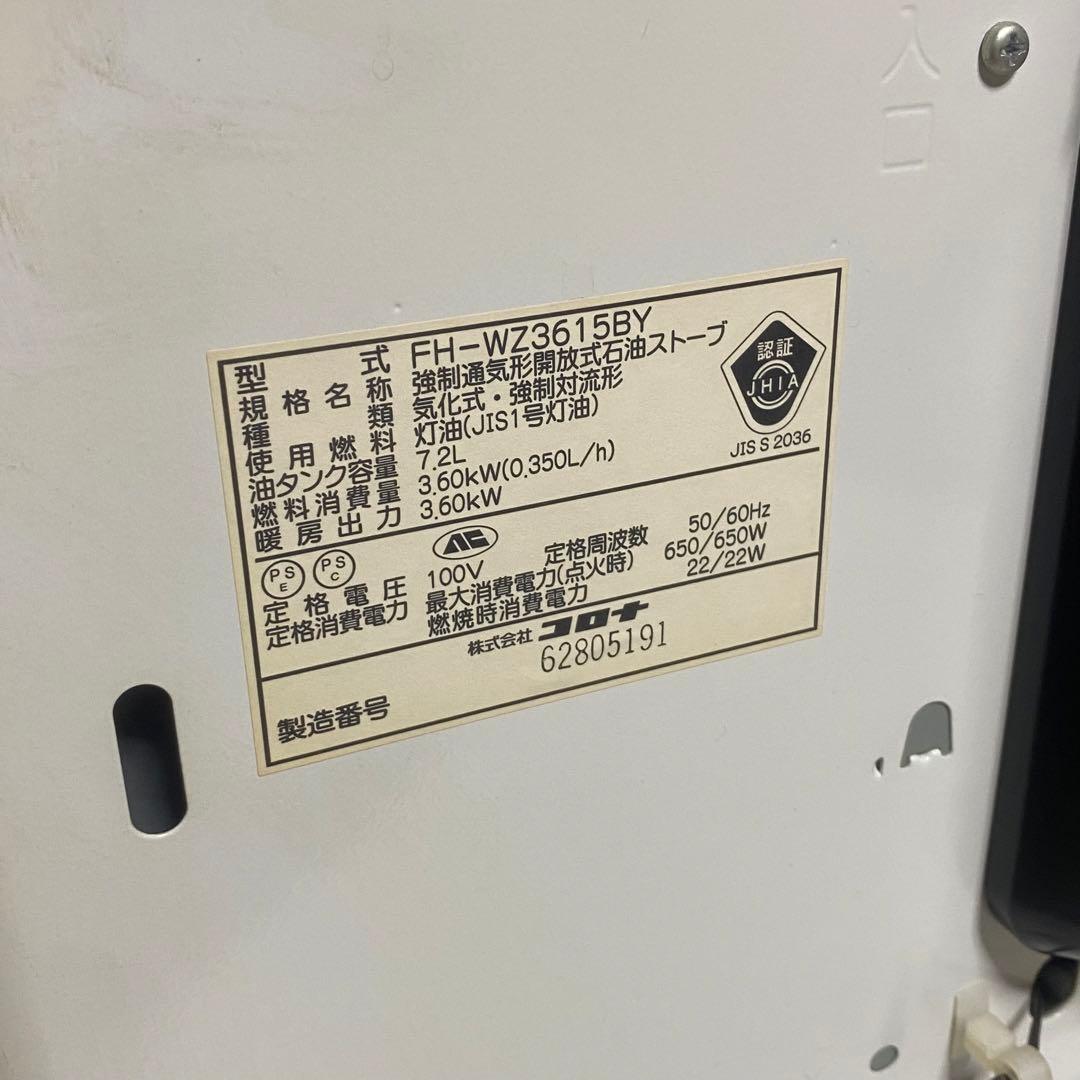 型式 FH-WZ3615BY
規格名称 強制通気形開放式石油ストーブ
種類 気化式・強制対流形
使用燃料 灯油(JIS1号灯油)
油タンク容量 7.2L
燃料消費量 3.60kW(0.350L/h)
暖房出力 3.60kW
認証
JHIA
JIS S 2036
PS E PS C
定格電圧 100V 定格周波数 50/60Hz
定格消費電力 最大消費電力(点火時) 650/650W
燃焼時消費電力 22/22W
株式会社 コロナ
製造番号 62805191
人
口